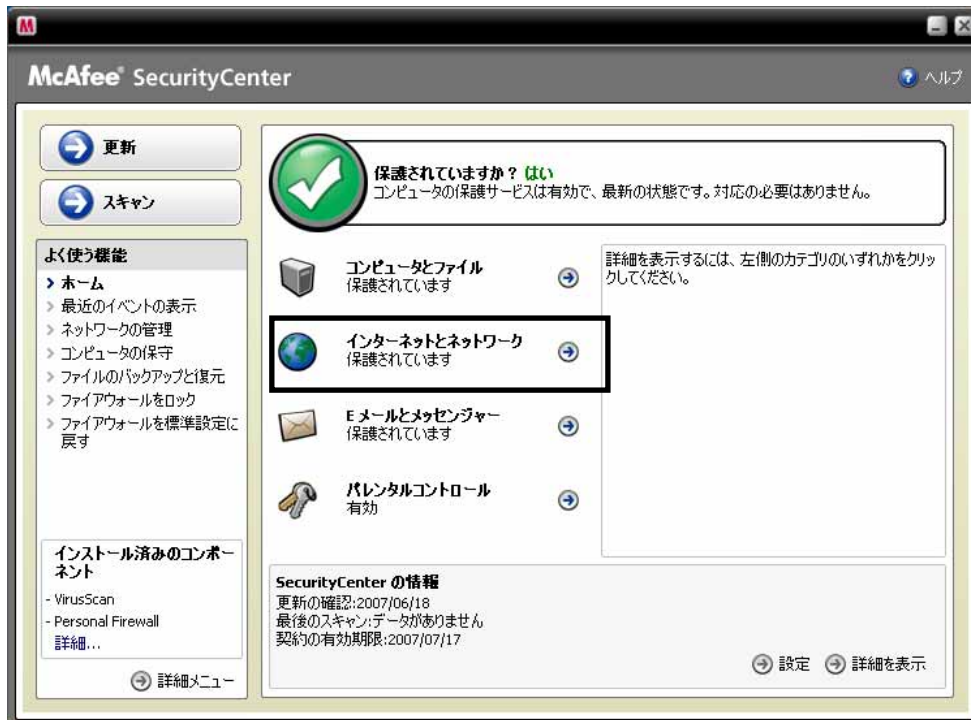 McAfee® SecurityCenter
ヘルプ
更新
スキャン
よく使う機能
ホーム
最近のイベントの表示
ネットワークの管理
コンピュータの保守
ファイルのバックアップと復元
ファイアウォールをロック
ファイアウォールを標準設定に
戻す
インストール済みのコンポー
ネント
- VirusScan
- Personal Firewall
詳細...
詳細メニュー
保護されていますか? はい
コンピュータの保護サービスは有効で、最新の状態です。対応の必要はありません。
コンピュータとファイル
保護されています
インターネットとネットワーク
保護されています
E メールとメッセンジャー
保護されています
パレンタルコントロール
有効
詳細を表示するには、左側のカテゴリのいずれかをクリッ
クしてください。
SecurityCenter の情報
更新の確認:2007/06/18
最後のスキャン:データがありません
契約の有効期限:2007/07/17
設定
詳細を表示